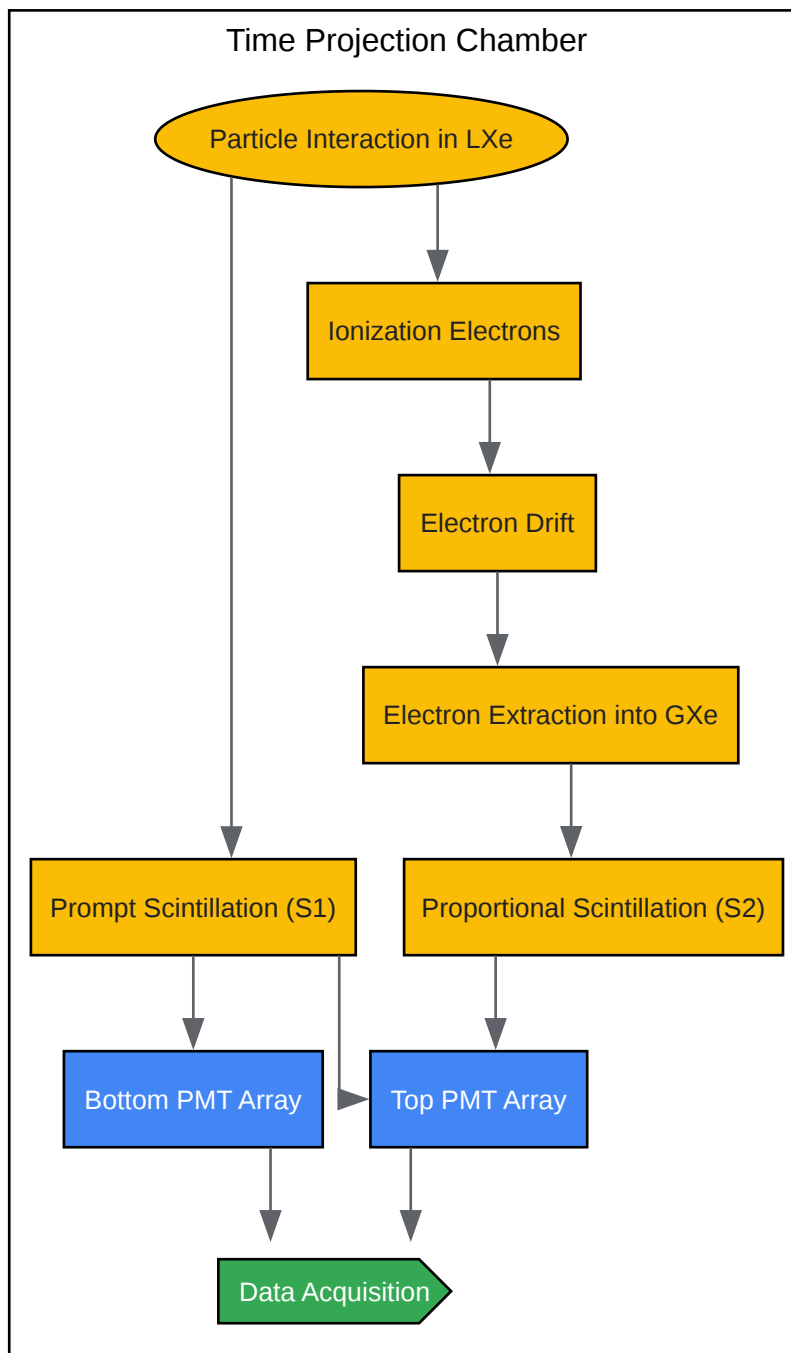 Time Projection Chamber
Particle Interaction in LXe
Ionization Electrons
Electron Drift
Electron Extraction into GXe
Prompt Scintillation (S1)
Proportional Scintillation (S2)
Bottom PMT Array
Top PMT Array
Data Acquisition